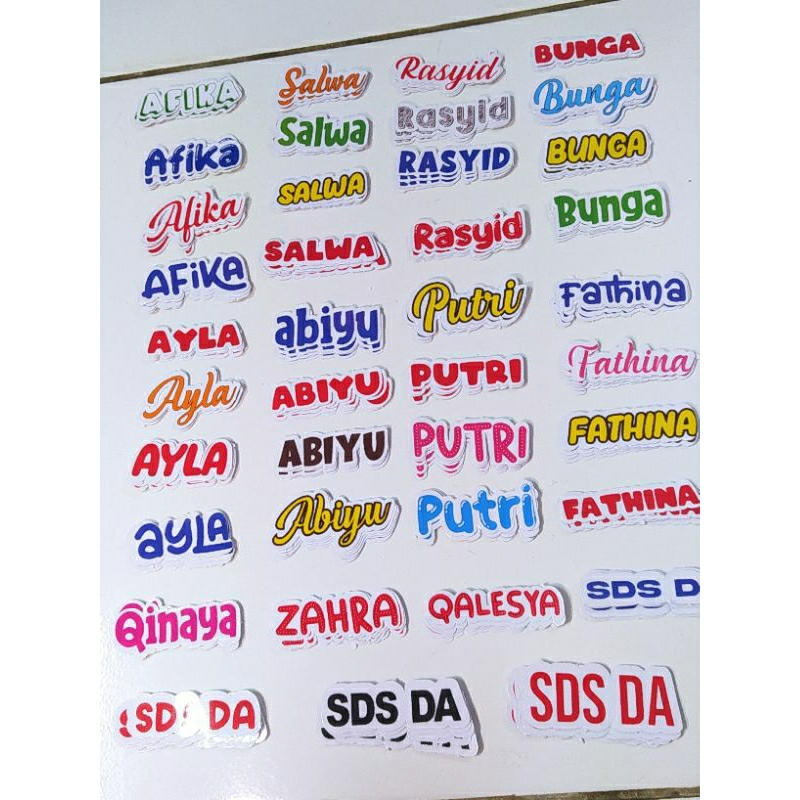 AFIKA Salwa Rasyid BUNGA
Afika Salwa Rasyid Bunga
Afika SALWA RASYID BUNGA
AFiKA SALWA Rasyid Bunga
AYLA abiyu Putri Fathina
Ayla ABIYU PUTRI Fathina
AYLA ABIYU PUTRI FATHINA
ayLA Abiyu Putri FATHINA
Qinaya ZAHRA QALESYA SDS D
SDS DA SDS DA SDS DA